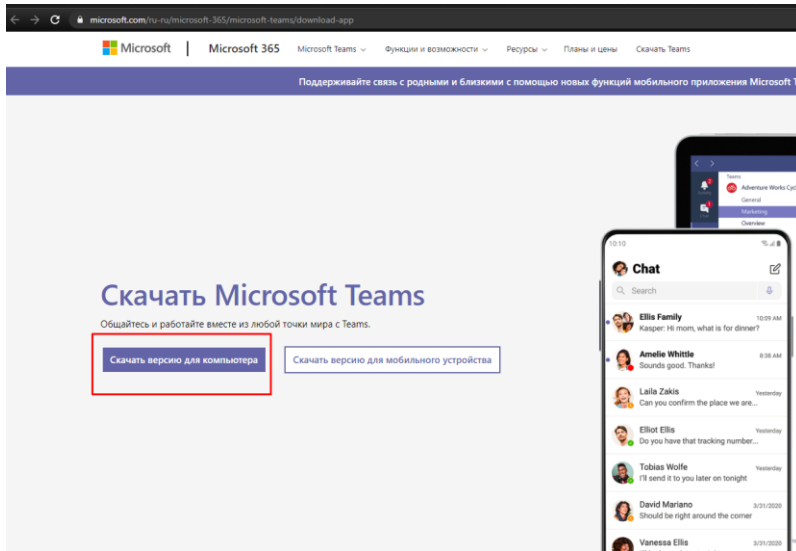 microsoft.com/ru-ru/microsoft-365/microsoft-teams/download-app
Microsoft Microsoft 365 Microsoft Teams Функции и возможности Ресурсы Планы и цены Скачать Teams
Поддерживайте связь с родными и близкими с помощью новых функций мобильного приложения Microsoft T
Скачать Microsoft Teams
Общайтесь и работайте вместе из любой точки мира с Teams.
Скачать версию для компьютера
Скачать версию для мобильного устройства
Teams
Adventure Works Cyc
General
Marketing
Overview
10:10
Chat
Search
Ellis Family 10:09 AM
Kasper: Hi mom, what is for dinner?
Amelie Whittle 8:38 AM
Sounds good. Thanks!
Laila Zakis Yesterday
Can you confirm the place we are...
Elliot Ellis Yesterday
Do you have that tracking number...
Tobias Wolfe Yesterday
I'll send it to you later on tonight
David Mariano 3/31/2020
Should be right around the corner
Vanessa Ellis 3/31/2020